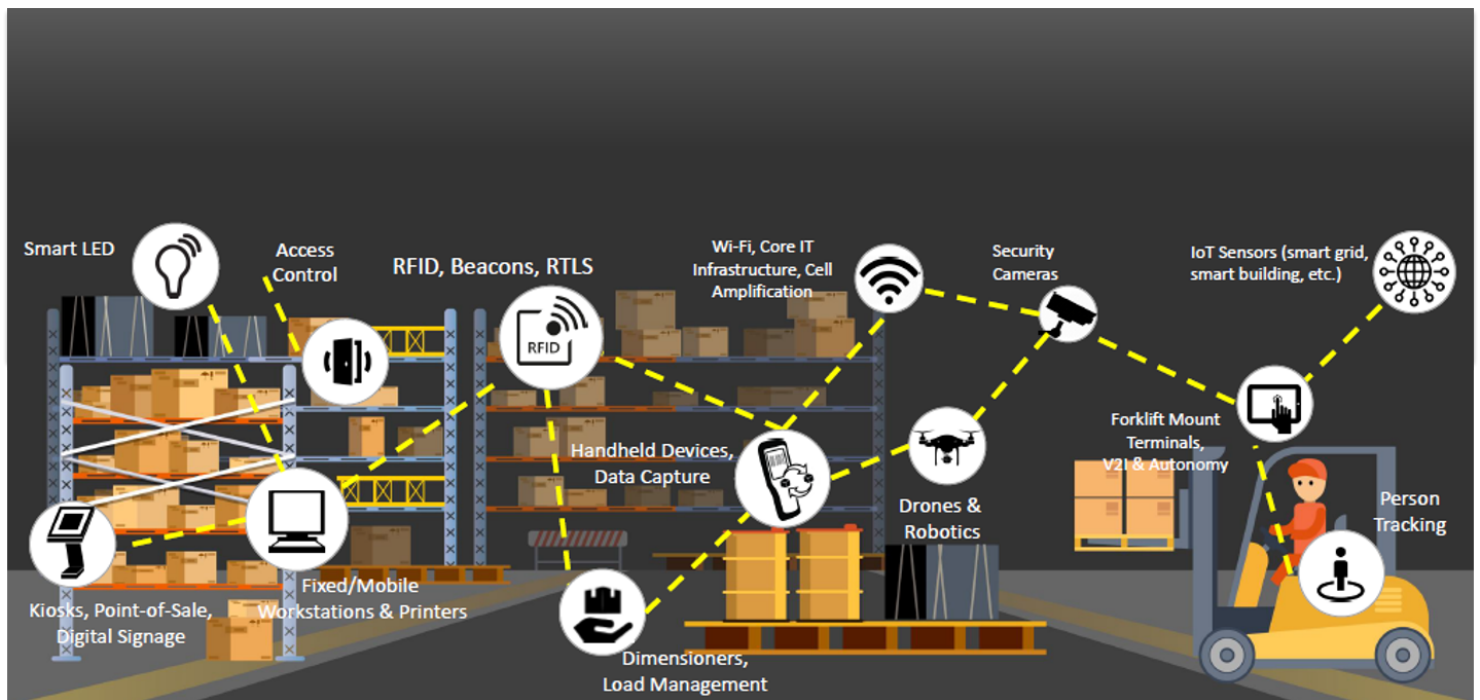 Smart LED
Access
Control
RFID, Beacons, RTLS
RFID
Wi-Fi, Core IT
Infrastructure, Cell
Amplification
Security
Cameras
IoT Sensors (smart grid,
smart building, etc.)
Handheld Devices,
Data Capture
Forklift Mount
Terminals,
V2I & Autonomy
Drones &
Robotics
Person
Tracking
Kiosks, Point-of-Sale,
Digital Signage
Fixed/Mobile
Workstations & Printers
Dimensioners,
Load Management